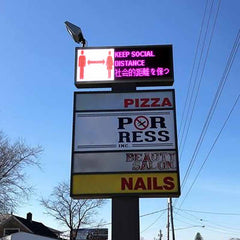 KEEP SOCIAL
DISTANCE
社会的距離を保つ
PIZZA
POR
RESS
INC.
BEAUTY
SALON
NAILS